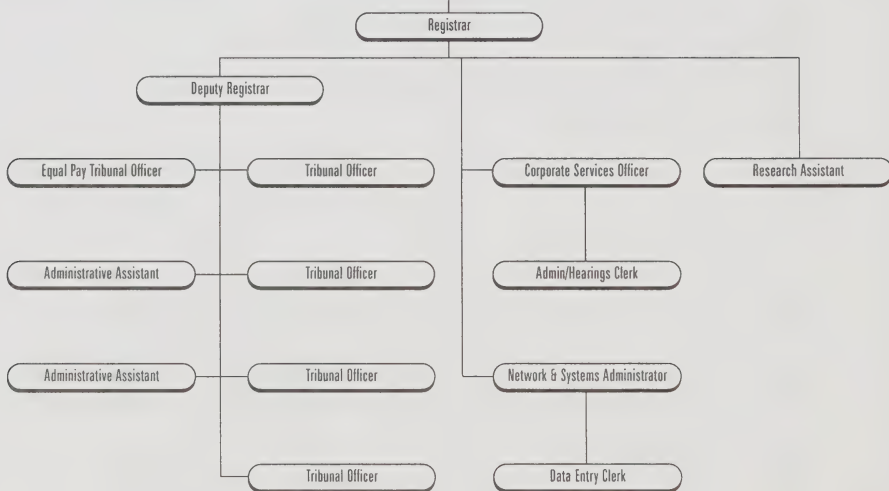 Registrar
Deputy Registrar
Equal Pay Tribunal Officer
Tribunal Officer
Corporate Services Officer
Research Assistant
Administrative Assistant
Tribunal Officer
Admin/Hearings Clerk
Administrative Assistant
Tribunal Officer
Network & Systems Administrator
Tribunal Officer
Data Entry Clerk